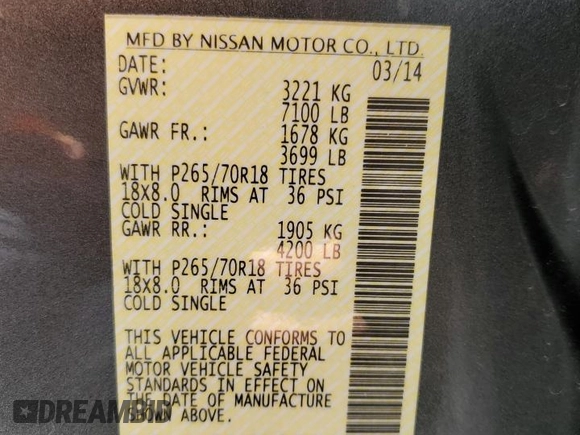 MFD BY NISSAN MOTOR CO., LTD.
DATE: 03/14
GVWR: 3221 KG
7100 LB
GAWR FR.: 1678 KG
3699 LB
WITH P265/70R18 TIRES
18X8.0 RIMS AT 36 PSI
COLD SINGLE
GAWR RR.: 1905 KG
4200 LB
WITH P265/70R18 TIRES
18X8.0 RIMS AT 36 PSI
COLD SINGLE
THIS VEHICLE CONFORMS TO
ALL APPLICABLE FEDERAL
MOTOR VEHICLE SAFETY
STANDARDS IN EFFECT ON
THE DATE OF MANUFACTURE
SHOWN ABOVE.
DREAMBID